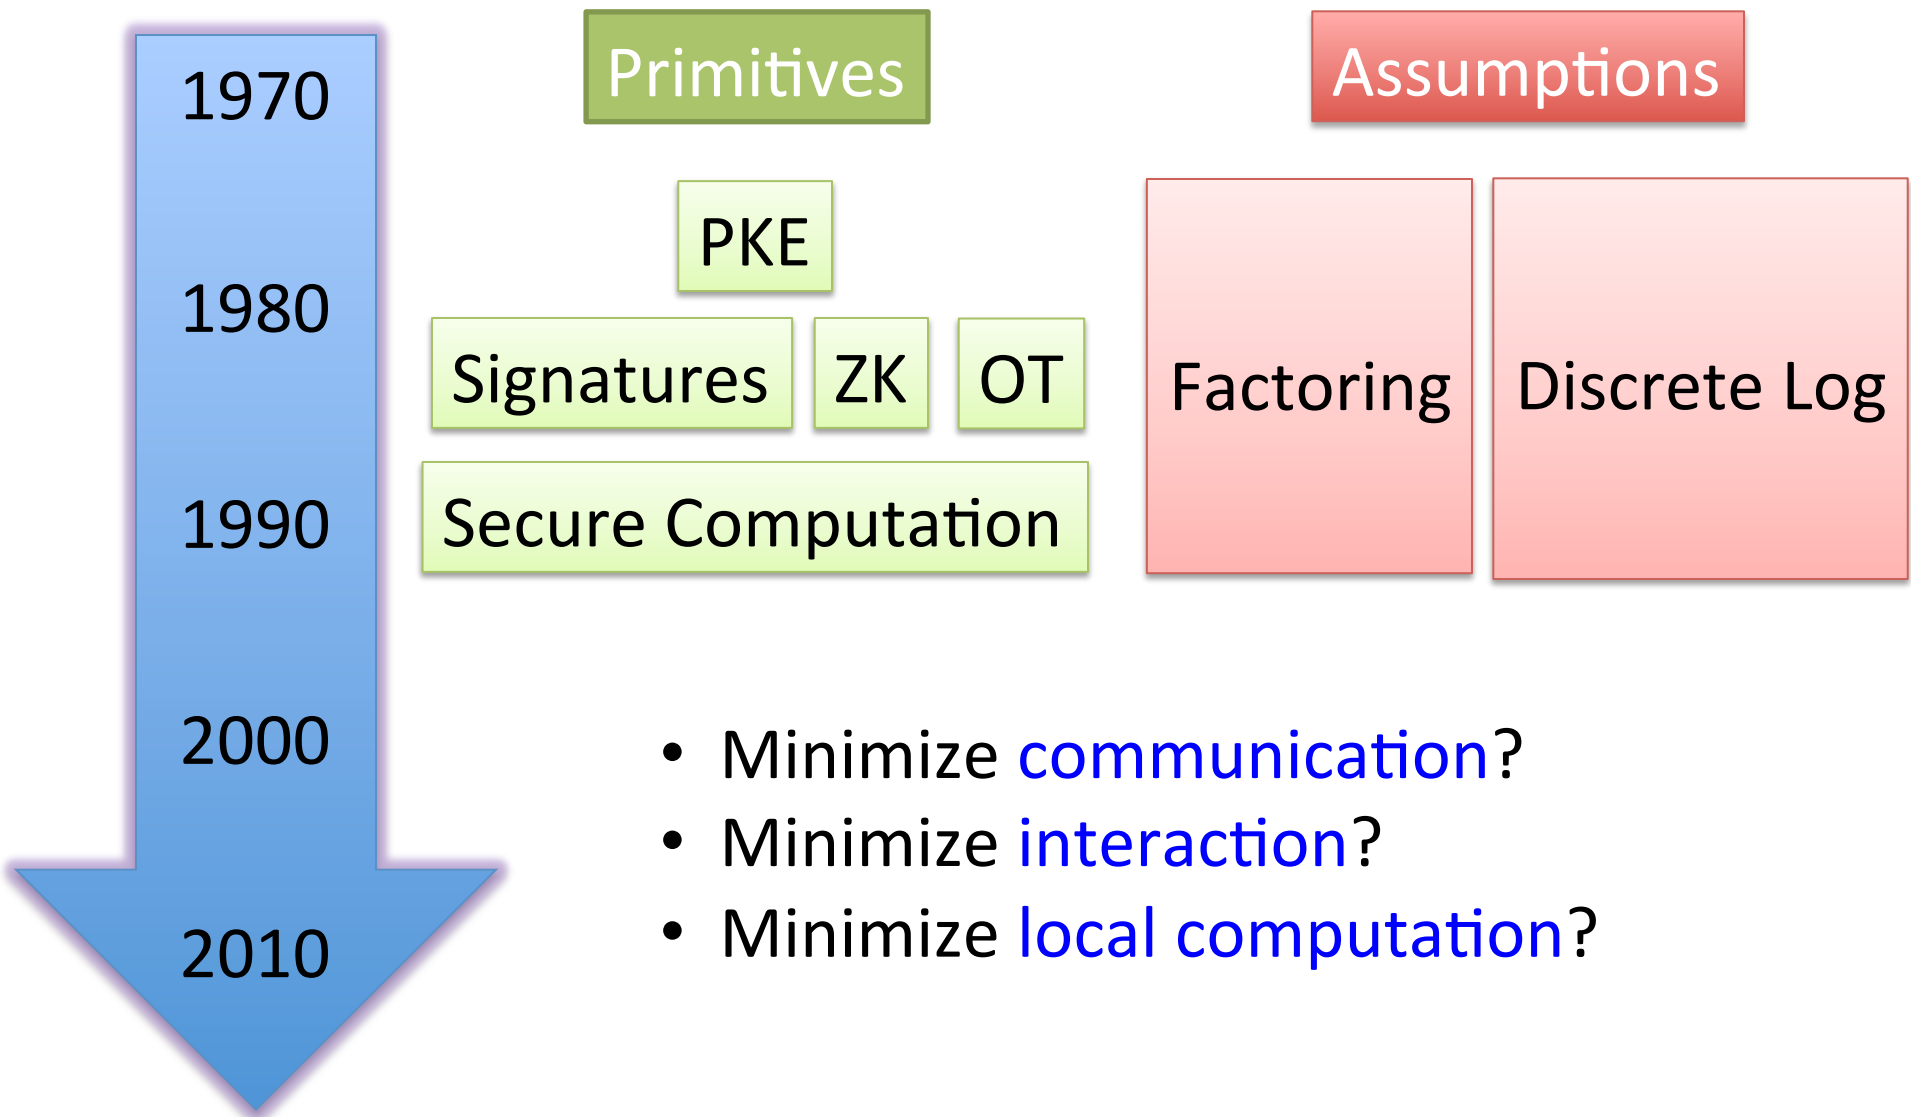 Primitives
Assumptions
1970
PKE
1980
Signatures
ZK
OT
Factoring
Discrete Log
1990
Secure Computation
2000
• Minimize communication?
• Minimize interaction?
2010
• Minimize local computation?